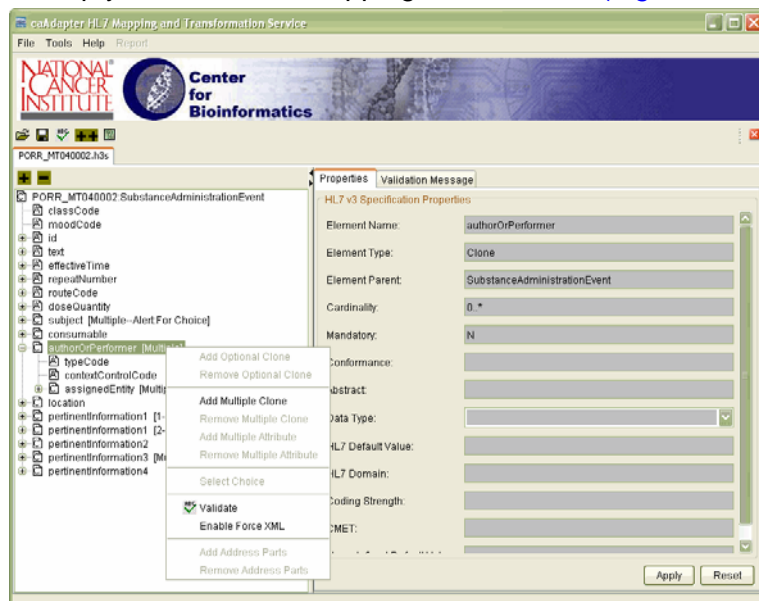 caAdapter HL7 Mapping and Transformation Service
File Tools Help Report
NATIONAL
CANCER
INSTITUTE
Center
for
Bioinformatics
PORR_MT040002.h3s
Properties Validation Message
PORR_MT040002.SubstanceAdministrationEvent
HL7 v3 Specification Properties
classCode
moodCode
Element Name: authorOrPerformer
id
text
Element Type: Clone
effectiveTime
repeatNumber
Element Parent: SubstanceAdministrationEvent
routeCode
doseQuantity
Cardinality: 0..*
subject [Multiple--Alert For Choice]
consumable
Mandatory: N
authorOrPerformer [Multiple]
typeCode
contextControlCode
assignedEntity
location
pertinentInformation1 [1-
pertinentInformation1 [2-
pertinentInformation2
pertinentInformation3
pertinentInformation4
Add Optional Clone
Remove Optional Clone
Add Multiple Clone
Remove Multiple Clone
Add Multiple Attribute
Remove Multiple Attribute
Select Choice
Validate
Enable Force XML
Add Address Parts
Remove Address Parts
Conformance:
Abstract:
Data Type:
HL7 Default Value:
HL7 Domain:
Coding Strength:
CMET:
Apply Reset